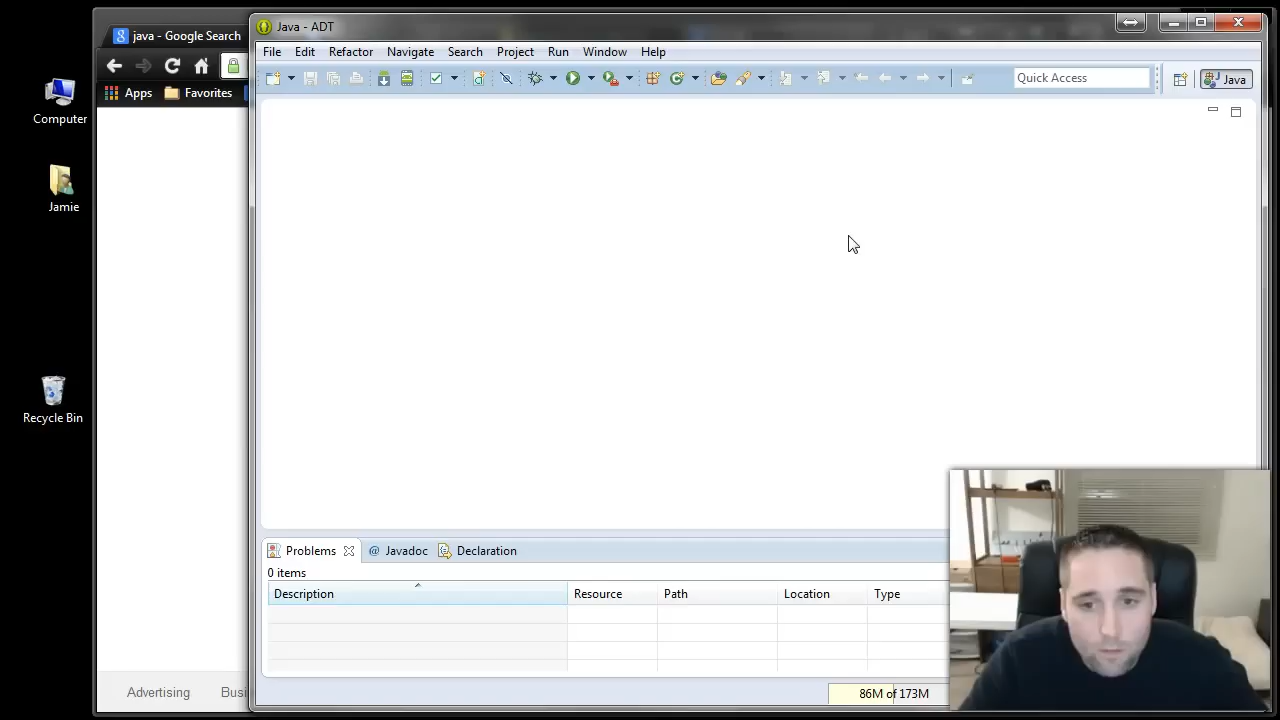 java - Google Search
Java - ADT
File Edit Refactor Navigate Search Project Run Window Help
Apps Favorites
Quick Access
Java
Computer
Jamie
Recycle Bin
Problems @ Javadoc Declaration
0 items
Description Resource Path Location Type
Advertising Busi
86M of 173M